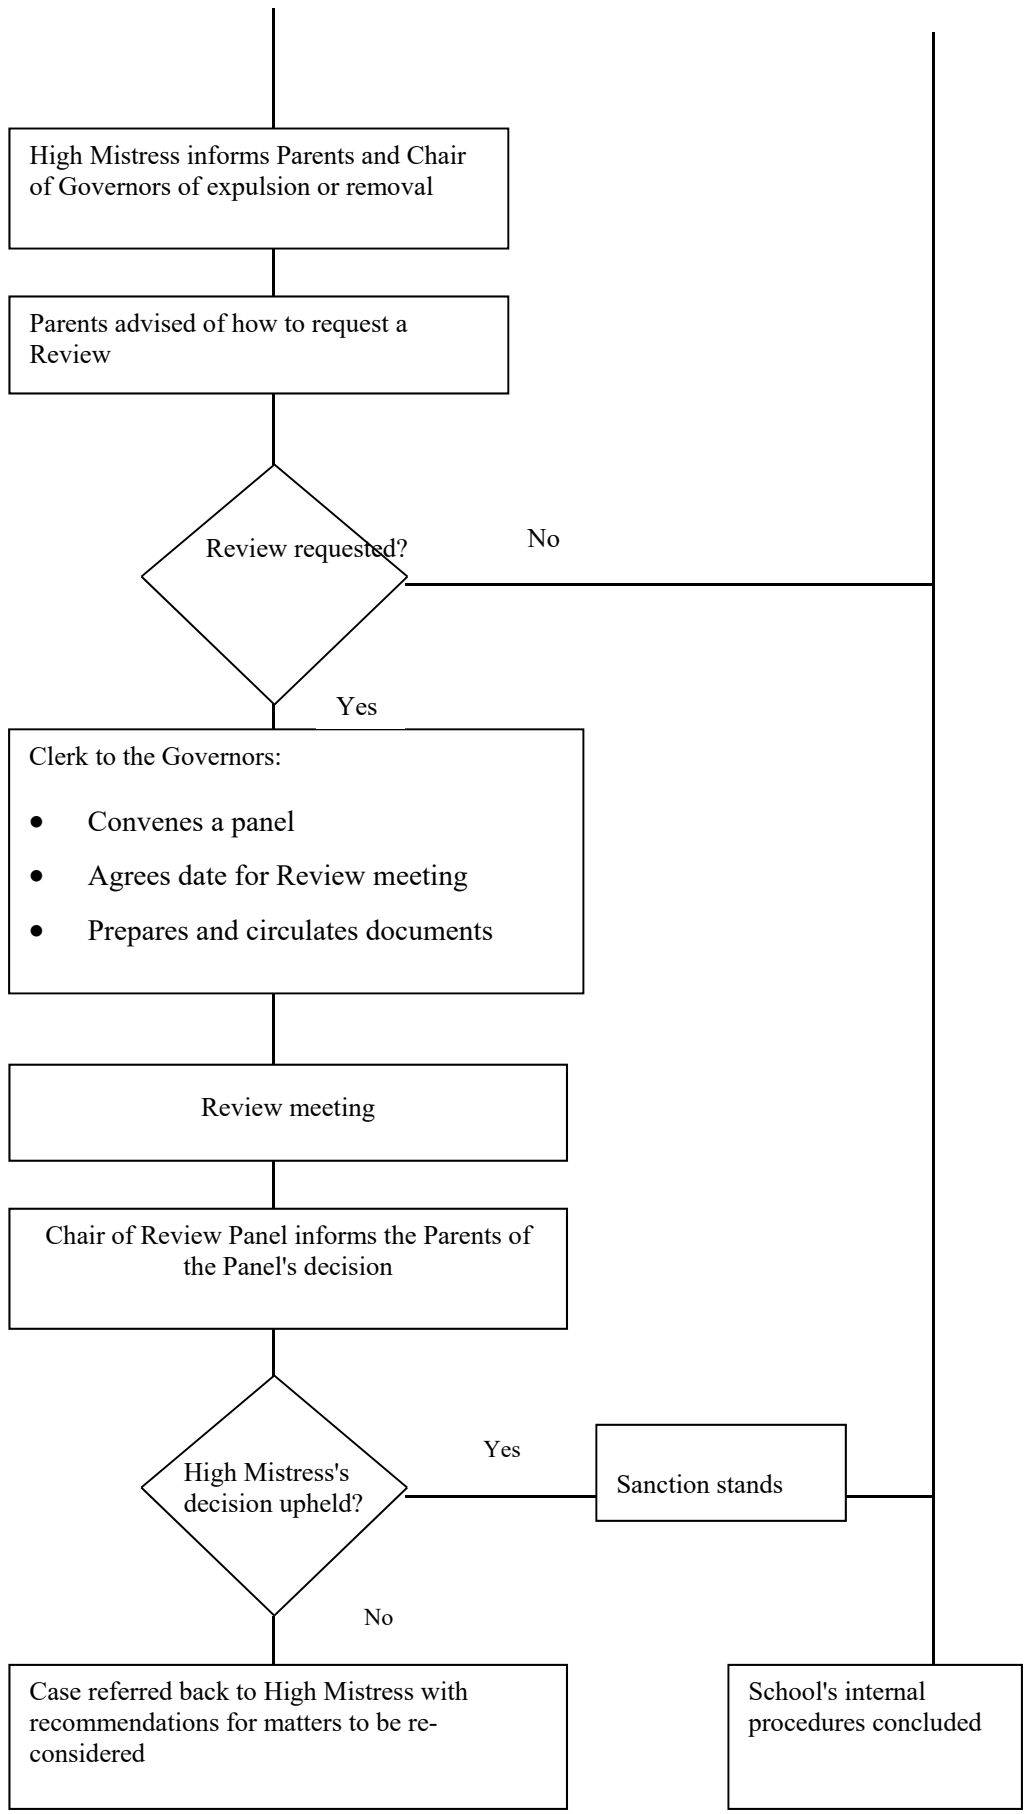 High Mistress informs Parents and Chair
of Governors of expulsion or removal
Parents advised of how to request a
Review
Review requested?
No
Yes
Clerk to the Governors:
• Convenes a panel
• Agrees date for Review meeting
• Prepares and circulates documents
Review meeting
Chair of Review Panel informs the Parents of
the Panel's decision
High Mistress's
decision upheld?
Yes
Sanction stands
No
Case referred back to High Mistress with
recommendations for matters to be re-
considered
School's internal
procedures concluded